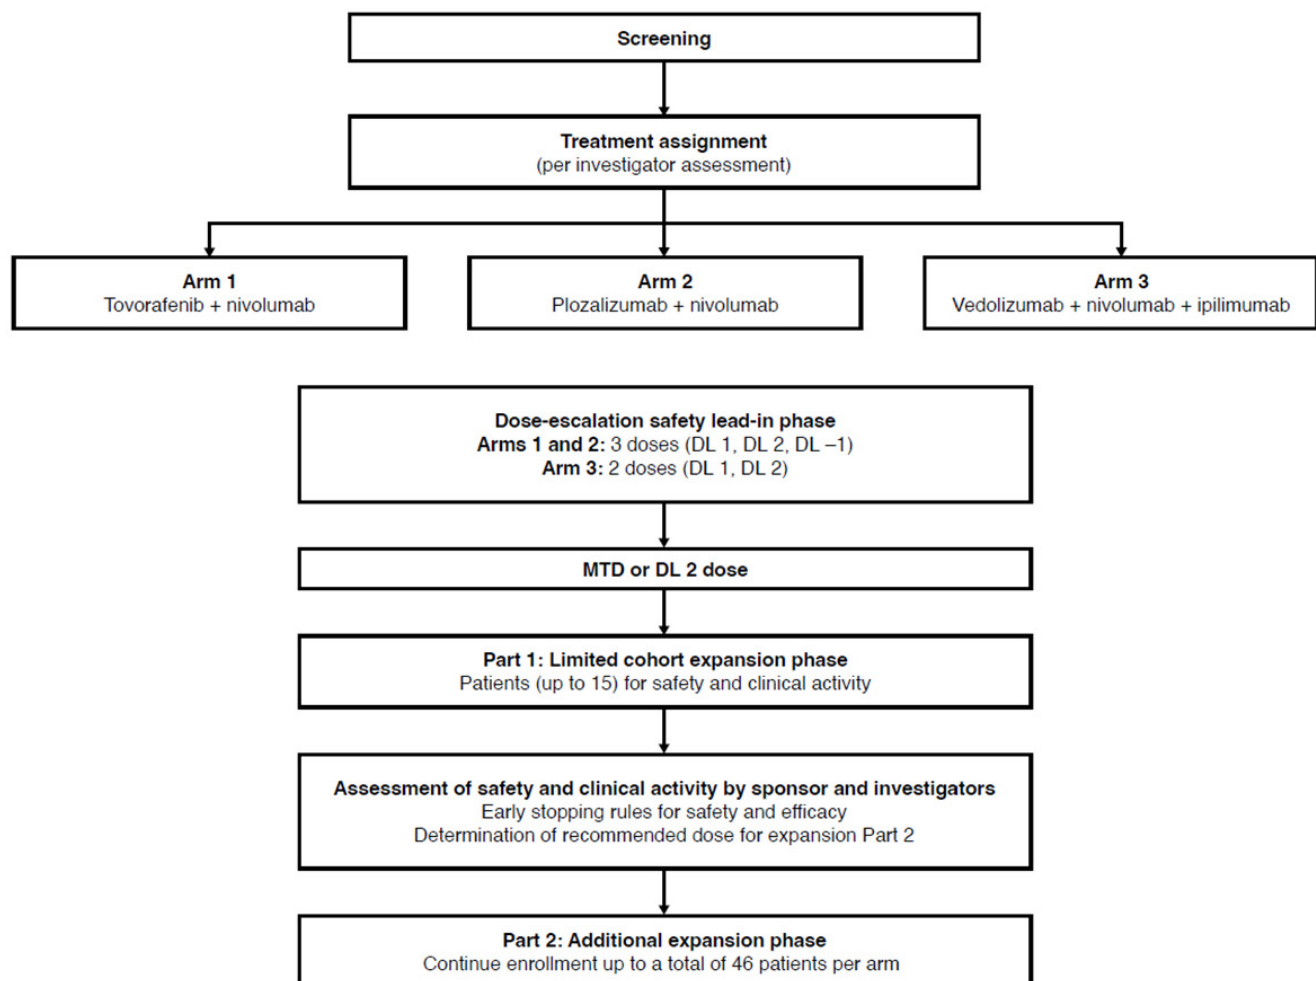 Screening
Treatment assignment
(per investigator assessment)
Arm 1
Tovorafenib + nivolumab
Arm 2
Plozalizumab + nivolumab
Arm 3
Vedolizumab + nivolumab + ipilimumab
Dose-escalation safety lead-in phase
Arms 1 and 2: 3 doses (DL 1, DL 2, DL –1)
Arm 3: 2 doses (DL 1, DL 2)
MTD or DL 2 dose
Part 1: Limited cohort expansion phase
Patients (up to 15) for safety and clinical activity
Assessment of safety and clinical activity by sponsor and investigators
Early stopping rules for safety and efficacy
Determination of recommended dose for expansion Part 2
Part 2: Additional expansion phase
Continue enrollment up to a total of 46 patients per arm